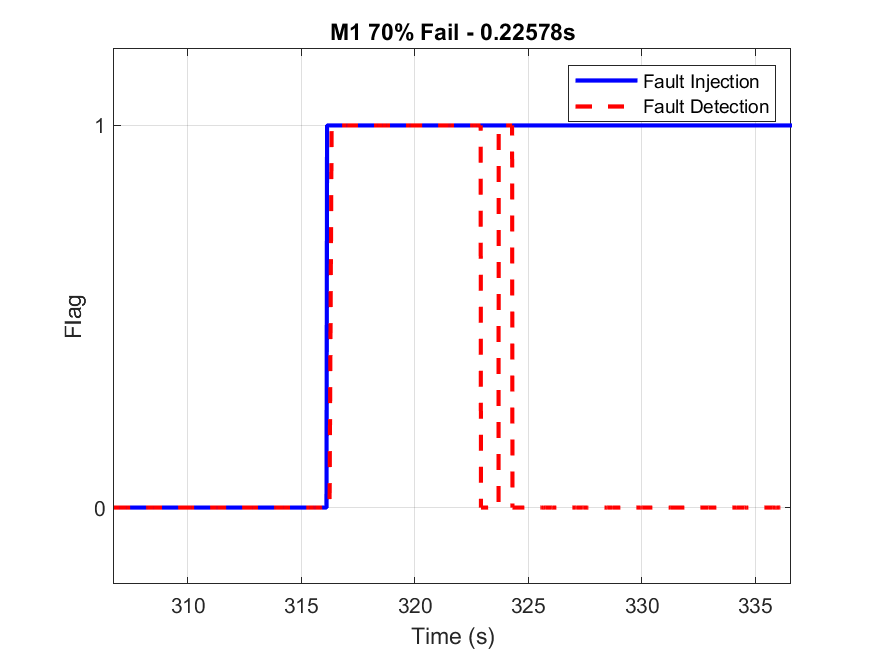 M1 70% Fail - 0.22578s
Fault Injection
Fault Detection
1
0
Flag
310 315 320 325 330 335
Time (s)